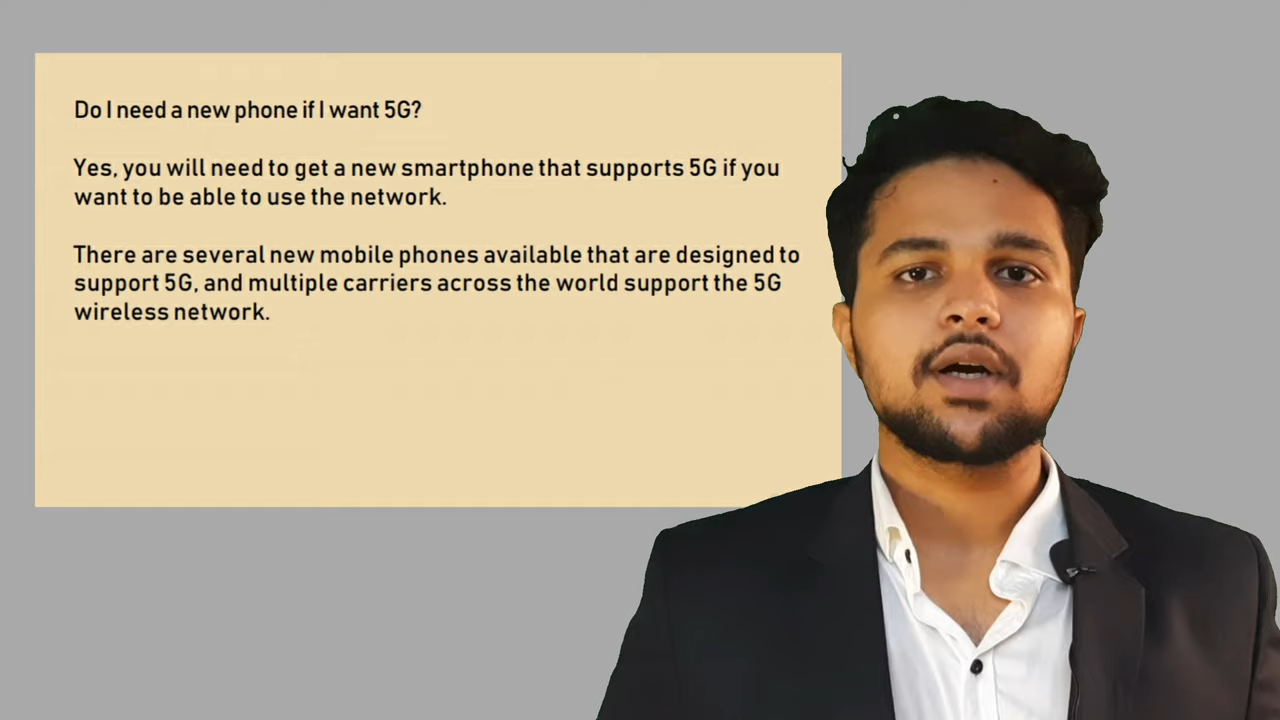 Do I need a new phone if I want 5G?
Yes, you will need to get a new smartphone that supports 5G if you
want to be able to use the network.
There are several new mobile phones available that are designed to
support 5G, and multiple carriers across the world support the 5G
wireless network.